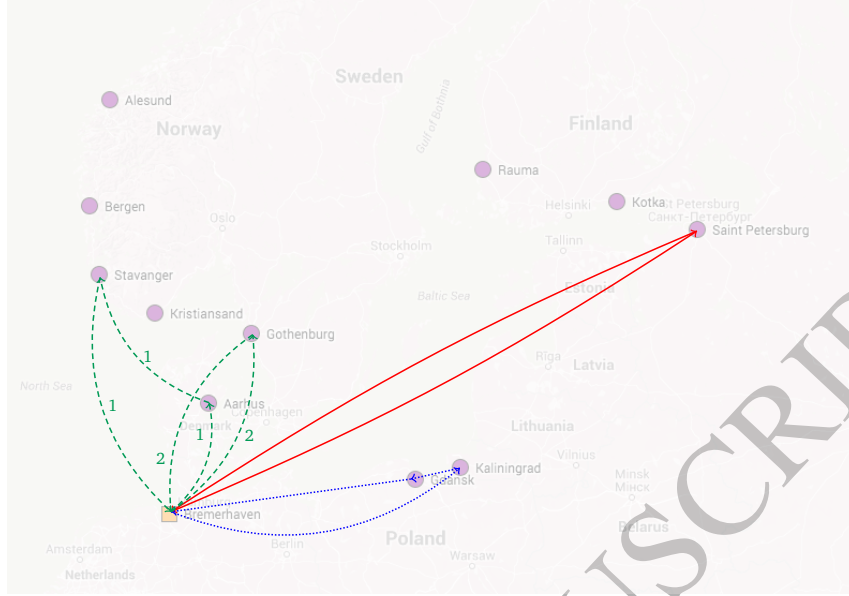 Sweden
Gulf of Bothnia
Alesund
Norway
Finland
Rauma
Bergen
Oslo
Helsinki
Kotka
St Petersburg
Санкт-Петербург
Saint Petersburg
Stockholm
Tallinn
Stavanger
Estonia
Baltic Sea
Kristiansand
Gothenburg
1
Rīga
Latvia
North Sea
1
Aarhus
Copenhagen
Denmark
1
2
Lithuania
2
Vilnius
Kaliningrad
Gdansk
Minsk
Мінск
Bremerhaven
Belarus
Poland
Berlin
Amsterdam
Warsaw
Netherlands
USCRIP